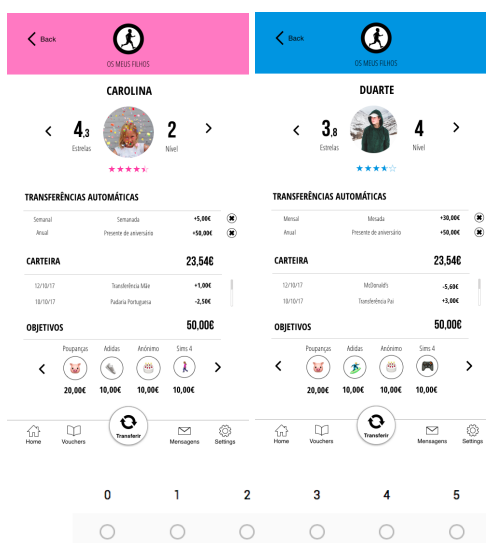 Back
OS MEUS FILHOS
CAROLINA
4,3
Estrelas
2
Nível
TRANSFERÊNCIAS AUTOMÁTICAS
Semanal Semanada +5,00€
Anual Presente de aniversário +50,00€
CARTEIRA 23,54€
12/10/17 Transferência Mãe +1,00€
10/10/17 Padaria Portuguesa -2,50€
OBJETIVOS 50,00€
Poupanças Adidas Anónimo Sims 4
20,00€ 10,00€ 10,00€ 10,00€
Home Vouchers Transferir Mensagens Settings
Back
OS MEUS FILHOS
DUARTE
3,8
Estrelas
4
Nível
TRANSFERÊNCIAS AUTOMÁTICAS
Mensal Mesada +30,00€
Anual Presente de aniversário +50,00€
CARTEIRA 23,54€
12/10/17 McDonald's -5,60€
10/10/17 Transferência Pai +3,00€
OBJETIVOS 50,00€
Poupanças Adidas Anónimo Sims 4
20,00€ 10,00€ 10,00€ 10,00€
Home Vouchers Transferir Mensagens Settings
0 1 2 3 4 5